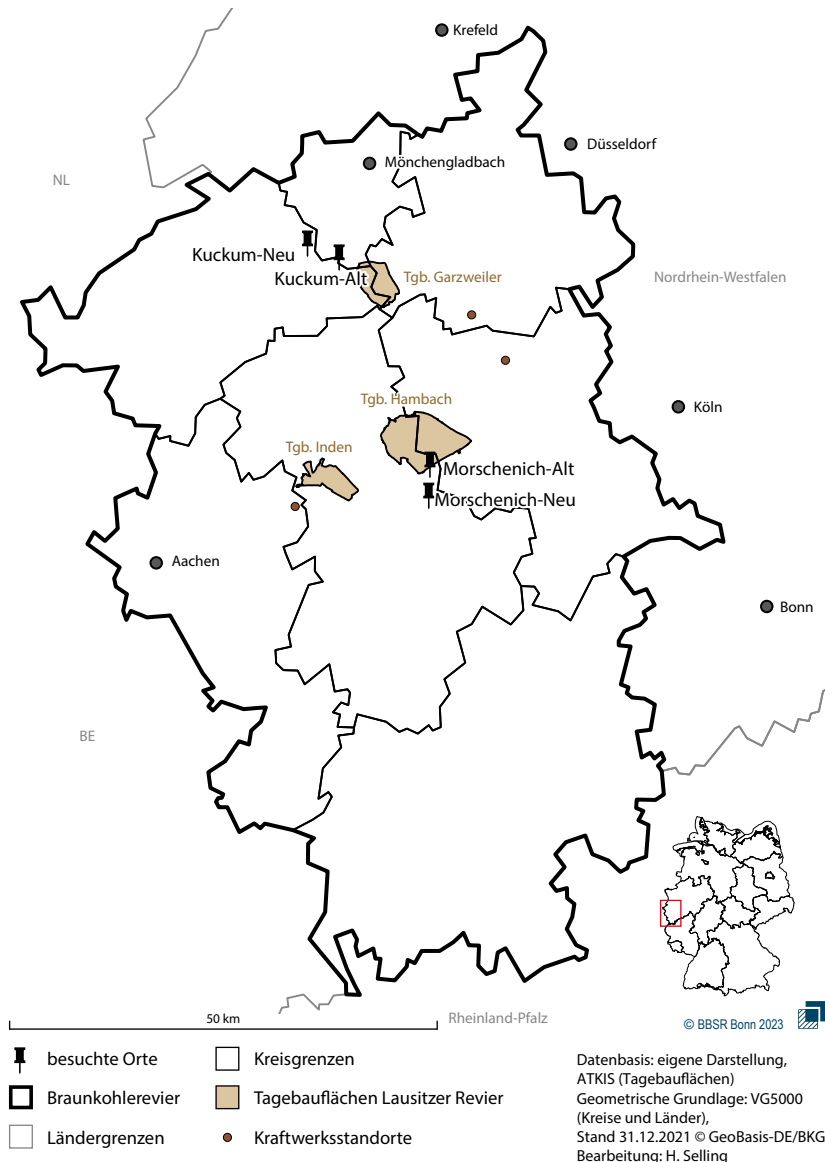 Krefeld
Düsseldorf
Mönchengladbach
NL
Kuckum-Neu
Kuckum-Alt
Tgb. Garzweiler
Nordrhein-Westfalen
Tgb. Hambach
Köln
Tgb. Inden
Morschenich-Alt
Morschenich-Neu
Aachen
Bonn
BE
50 km
Rheinland-Pfalz
© BBSR Bonn 2023
besuchte Orte
Kreisgrenzen
Braunkohlerevier
Tagebauflächen Lausitzer Revier
Ländergrenzen
Kraftwerksstandorte
Datenbasis: eigene Darstellung,
ATKIS (Tagebauflächen)
Geometrische Grundlage: VG5000
(Kreise und Länder),
Stand 31.12.2021 © GeoBasis-DE/BKG
Bearbeitung: H. Selling